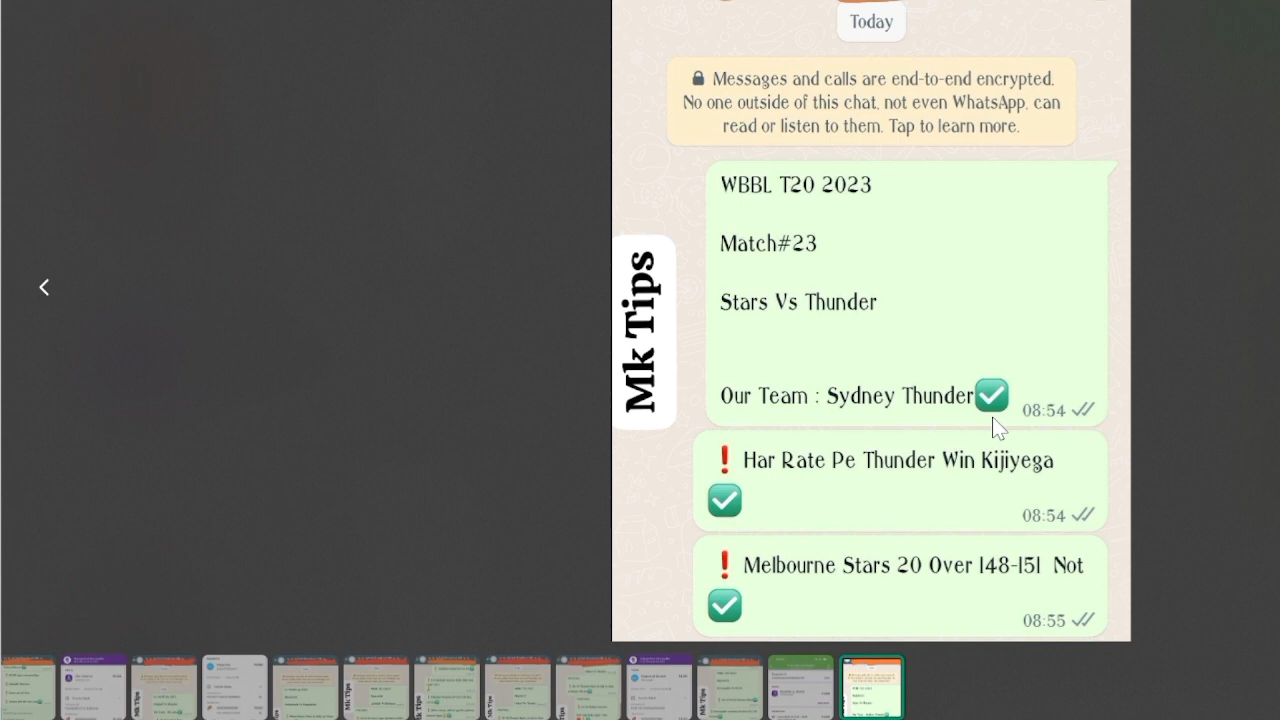 Today
Messages and calls are end-to-end encrypted.
No one outside of this chat, not even WhatsApp, can
read or listen to them. Tap to learn more.
WBBL T20 2023
Match#23
Stars Vs Thunder
Our Team : Sydney Thunder✅
08:54
Mk Tips
❗ Har Rate Pe Thunder Win Kijiyega
✅
08:54
❗ Melbourne Stars 20 Over 148-151 Not
✅
08:55